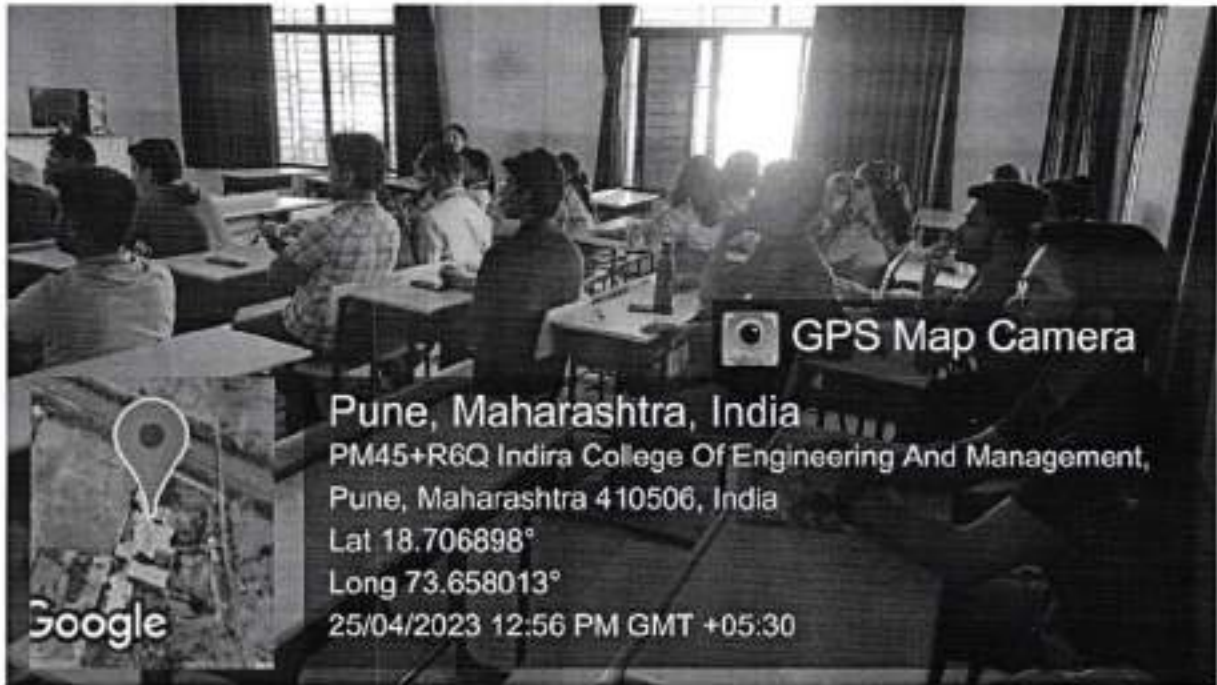 GPS Map Camera
Pune, Maharashtra, India
PM45+R6Q Indira College Of Engineering And Management,
Pune, Maharashtra 410506, India
Lat 18.706898°
Long 73.658013°
25/04/2023 12:56 PM GMT +05:30
Google